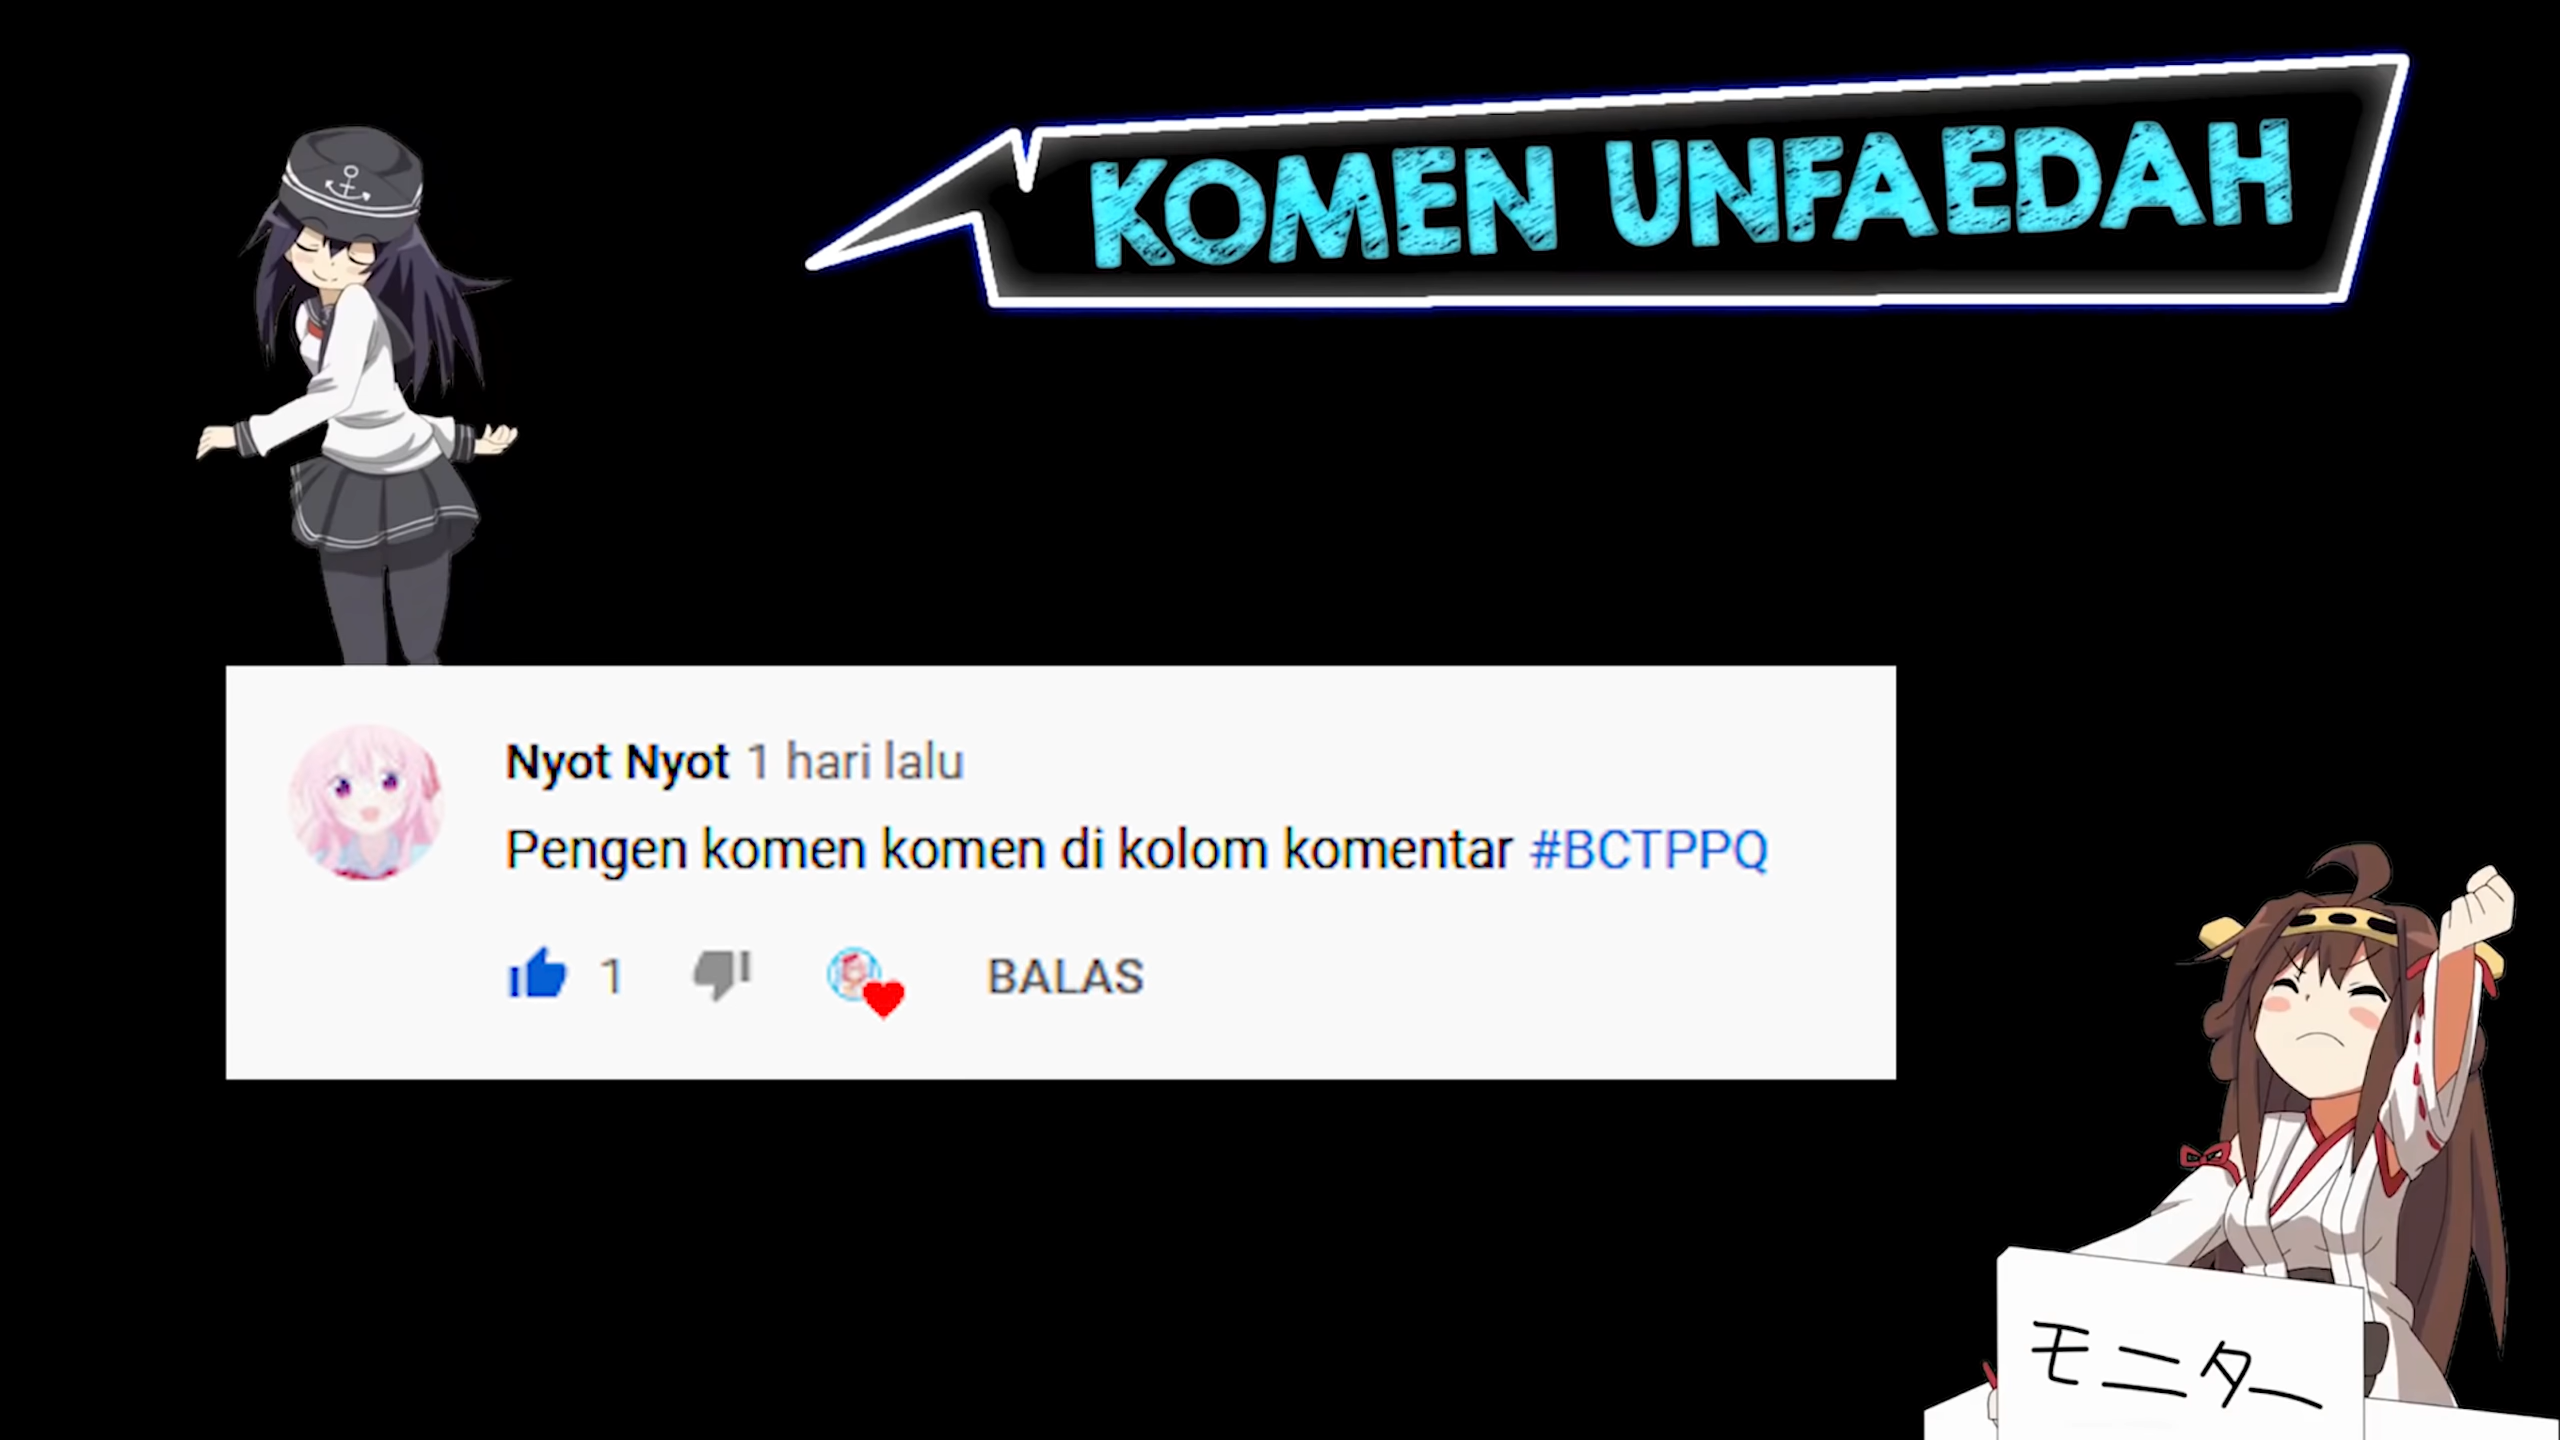 KOMEN UNFAEDAH
Nyot Nyot 1 hari lalu
Pengen komen komen di kolom komentar #BCTPPQ
1
BALAS
モニター